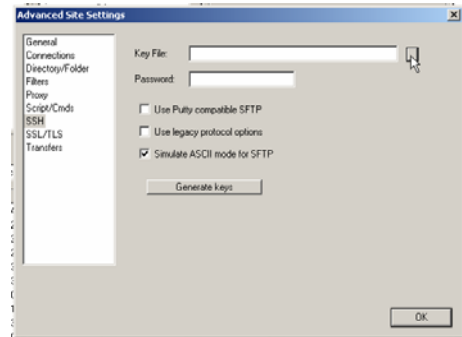 Advanced Site Settings
General
Connections
Directory/Folder
Filters
Proxy
Script/Cmds
SSH
SSL/TLS
Transfers
Key File:
Password:
Use Putty compatible SFTP
Use legacy protocol options
Simulate ASCII mode for SFTP
Generate keys
OK